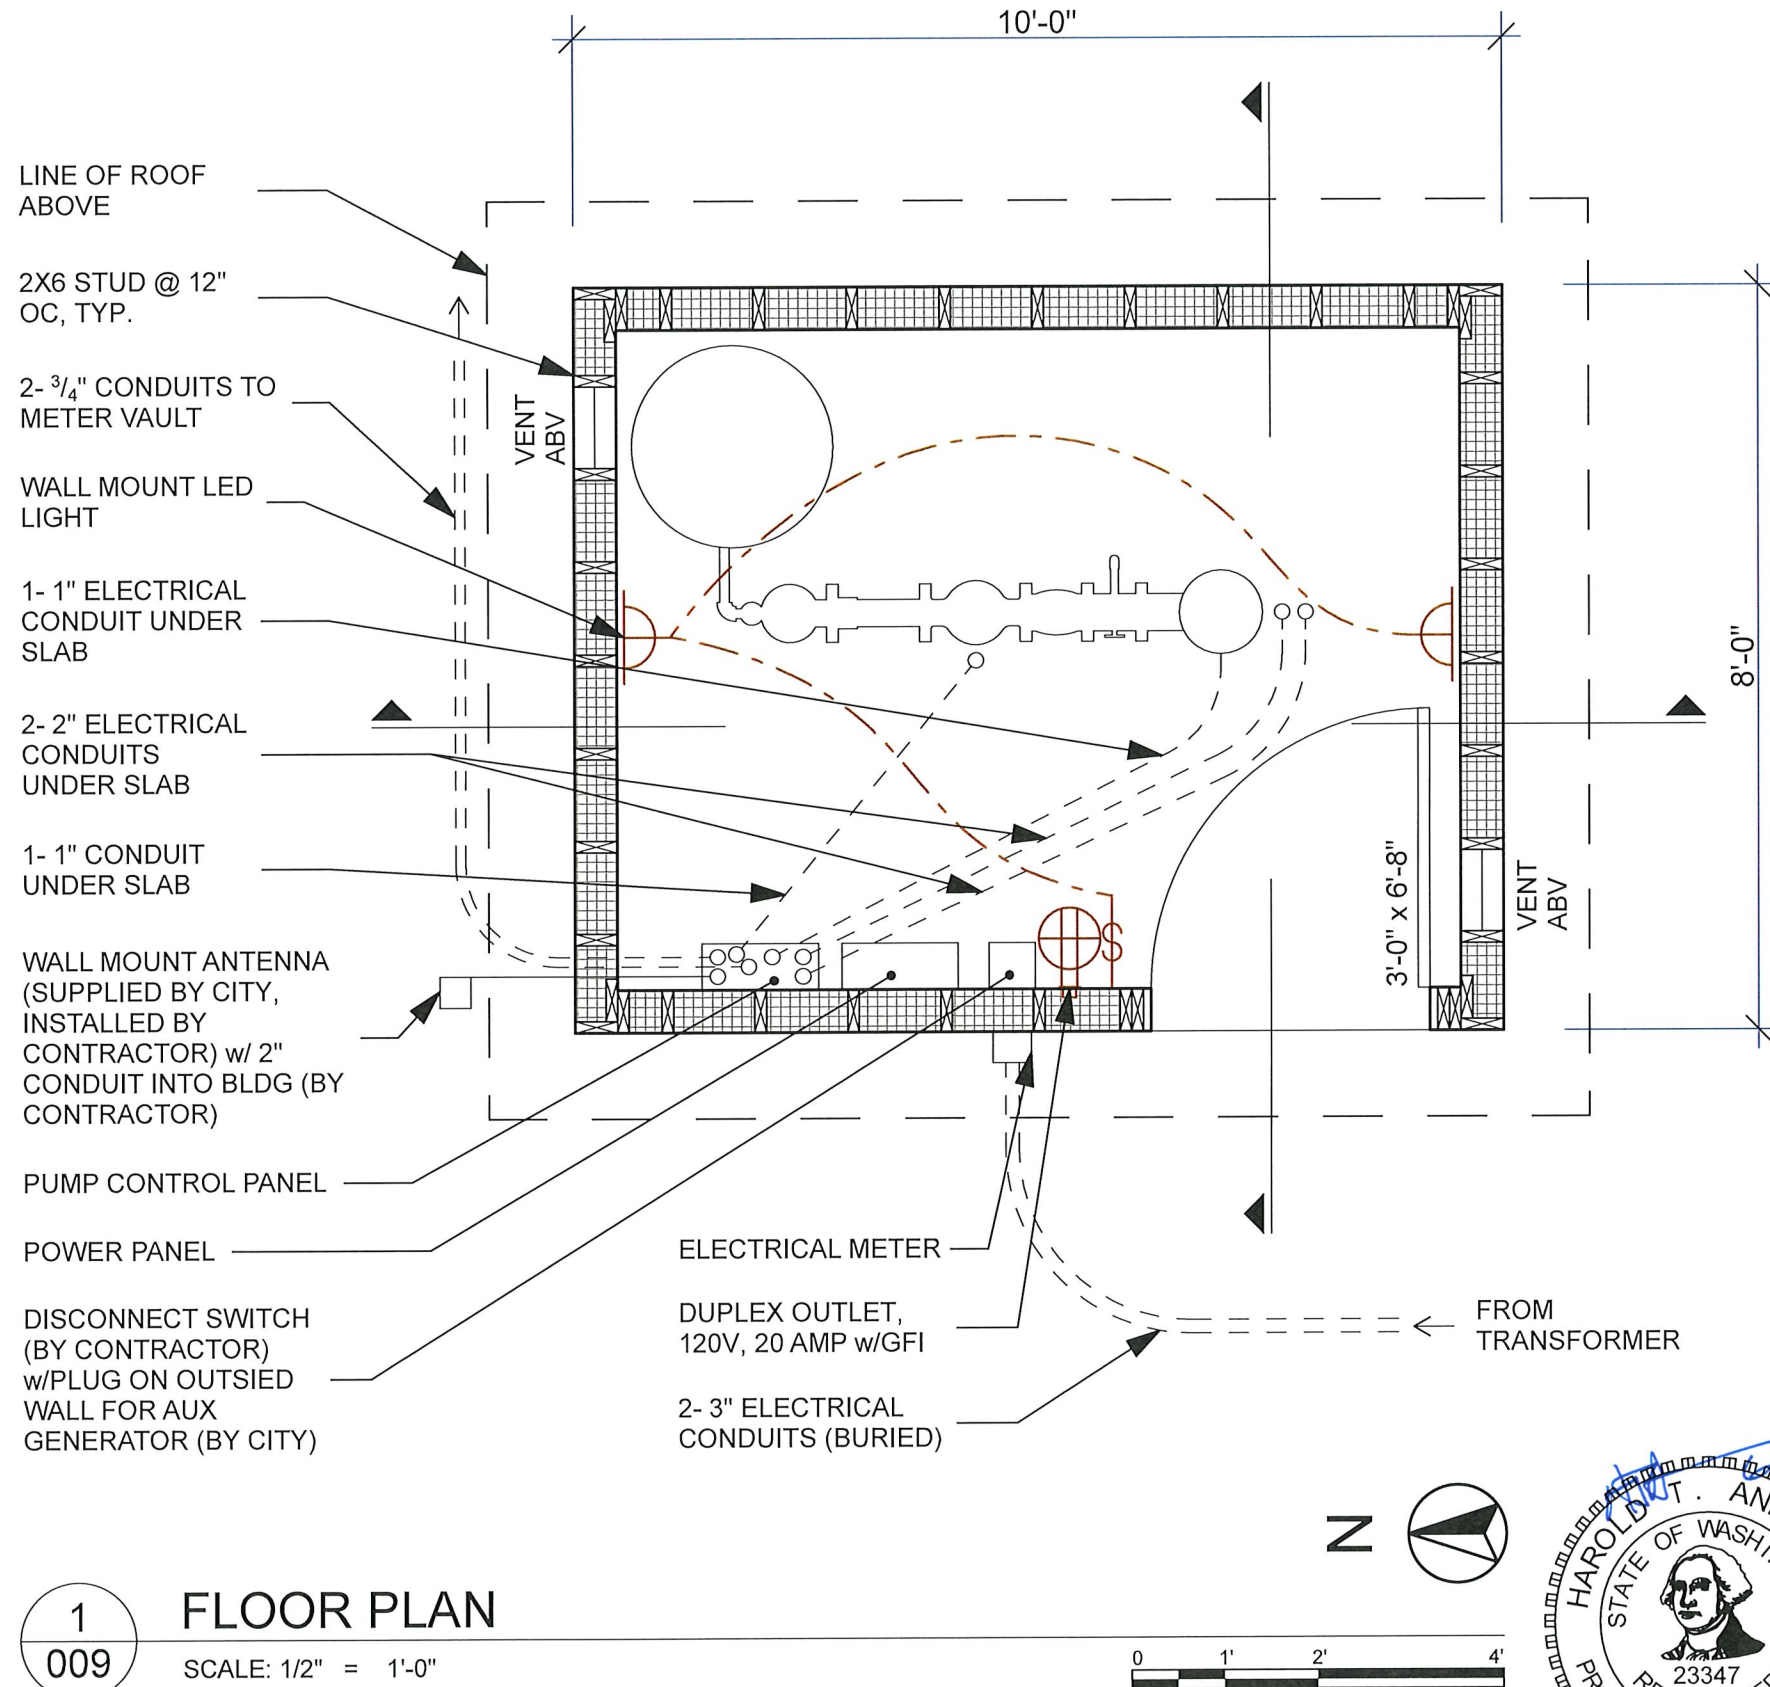 10'-0"
LINE OF ROOF
ABOVE
2X6 STUD @ 12"
OC, TYP.
2- 3/4" CONDUITS TO
METER VAULT
WALL MOUNT LED
LIGHT
1- 1" ELECTRICAL
CONDUIT UNDER
SLAB
2- 2" ELECTRICAL
CONDUITS
UNDER SLAB
1- 1" CONDUIT
UNDER SLAB
WALL MOUNT ANTENNA
(SUPPLIED BY CITY,
INSTALLED BY
CONTRACTOR) w/ 2"
CONDUIT INTO BLDG (BY
CONTRACTOR)
PUMP CONTROL PANEL
POWER PANEL
DISCONNECT SWITCH
(BY CONTRACTOR)
w/PLUG ON OUTSIED
WALL FOR AUX
GENERATOR (BY CITY)
VENT
ABV
S
3'-0" x 6'-8"
VENT
ABV
8'-0"
ELECTRICAL METER
DUPLEX OUTLET,
120V, 20 AMP w/GFI
2- 3" ELECTRICAL
CONDUITS (BURIED)
FROM
TRANSFORMER
N
1
009
FLOOR PLAN
SCALE: 1/2" = 1'-0"
0 1' 2' 4'
HAROLD T.
STATE OF
23347